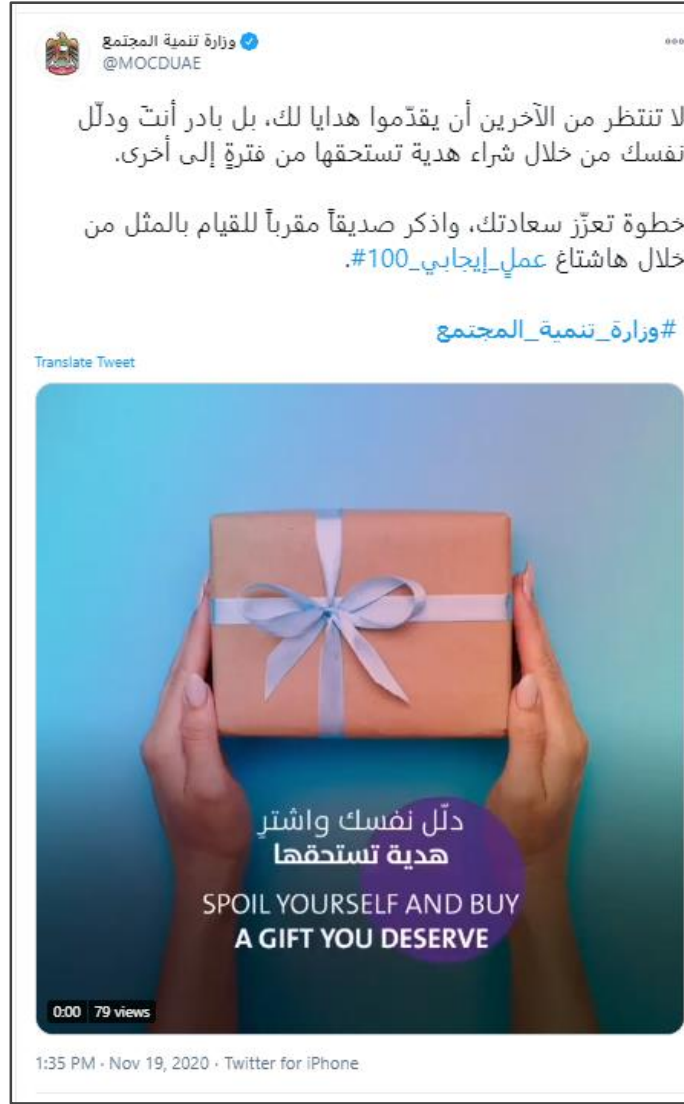 وزارة تنمية المجتمع
@MOCDUAE
لا تنتظر من الآخرين أن يقدّموا هدايا لك، بل بادر أنتَ ودلّل
نفسك من خلال شراء هدية تستحقها من فترةٍ إلى أخرى.
خطوة تعزّز سعادتك، واذكر صديقاً مقرباً للقيام بالمثل من
خلال هاشتاغ عملٍ_إيجابي_100#.
#وزارة_تنمية_المجتمع
Translate Tweet
دلّل نفسك واشترِ
هدية تستحقها
SPOIL YOURSELF AND BUY
A GIFT YOU DESERVE
0:00 79 views
1:35 PM · Nov 19, 2020 · Twitter for iPhone